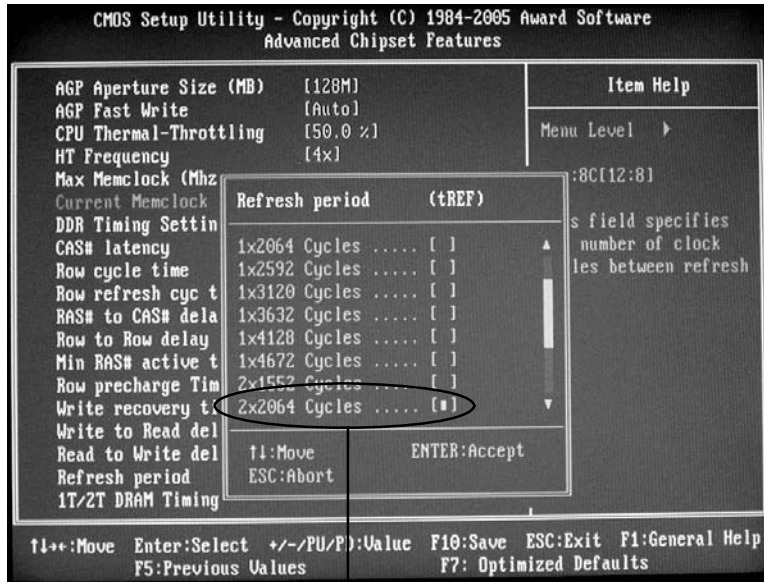 CMOS Setup Utility - Copyright (C) 1984-2005 Award Software
Advanced Chipset Features
AGP Aperture Size (MB) [128M]
AGP Fast Write [Auto]
CPU Thermal-Throttling [50.0 %]
HT Frequency [4x]
Max Memclock (Mhz
Current Memclock
DDR Timing Settin
CAS# latency
Row cycle time
Row refresh cyc t
RAS# to CAS# dela
Row to Row delay
Min RAS# active t
Row precharge Tim
Write recovery ti
Write to Read del
Read to Write del
Refresh period
1T/2T DRAM Timing
Refresh period (tREF)
1x2064 Cycles ..... [ ]
1x2592 Cycles ..... [ ]
1x3120 Cycles ..... [ ]
1x3632 Cycles ..... [ ]
1x4128 Cycles ..... [ ]
1x4672 Cycles ..... [ ]
2x1552 Cycles ..... [ ]
2x2064 Cycles ..... [▪]
↑↓:Move ENTER:Accept
ESC:Abort
Item Help
Menu Level ▶
:8C[12:8]
s field specifies
number of clock
les between refresh
↑↓→←:Move Enter:Select +/-/PU/PD:Value F10:Save ESC:Exit F1:General Help
F5:Previous Values F7: Optimized Defaults